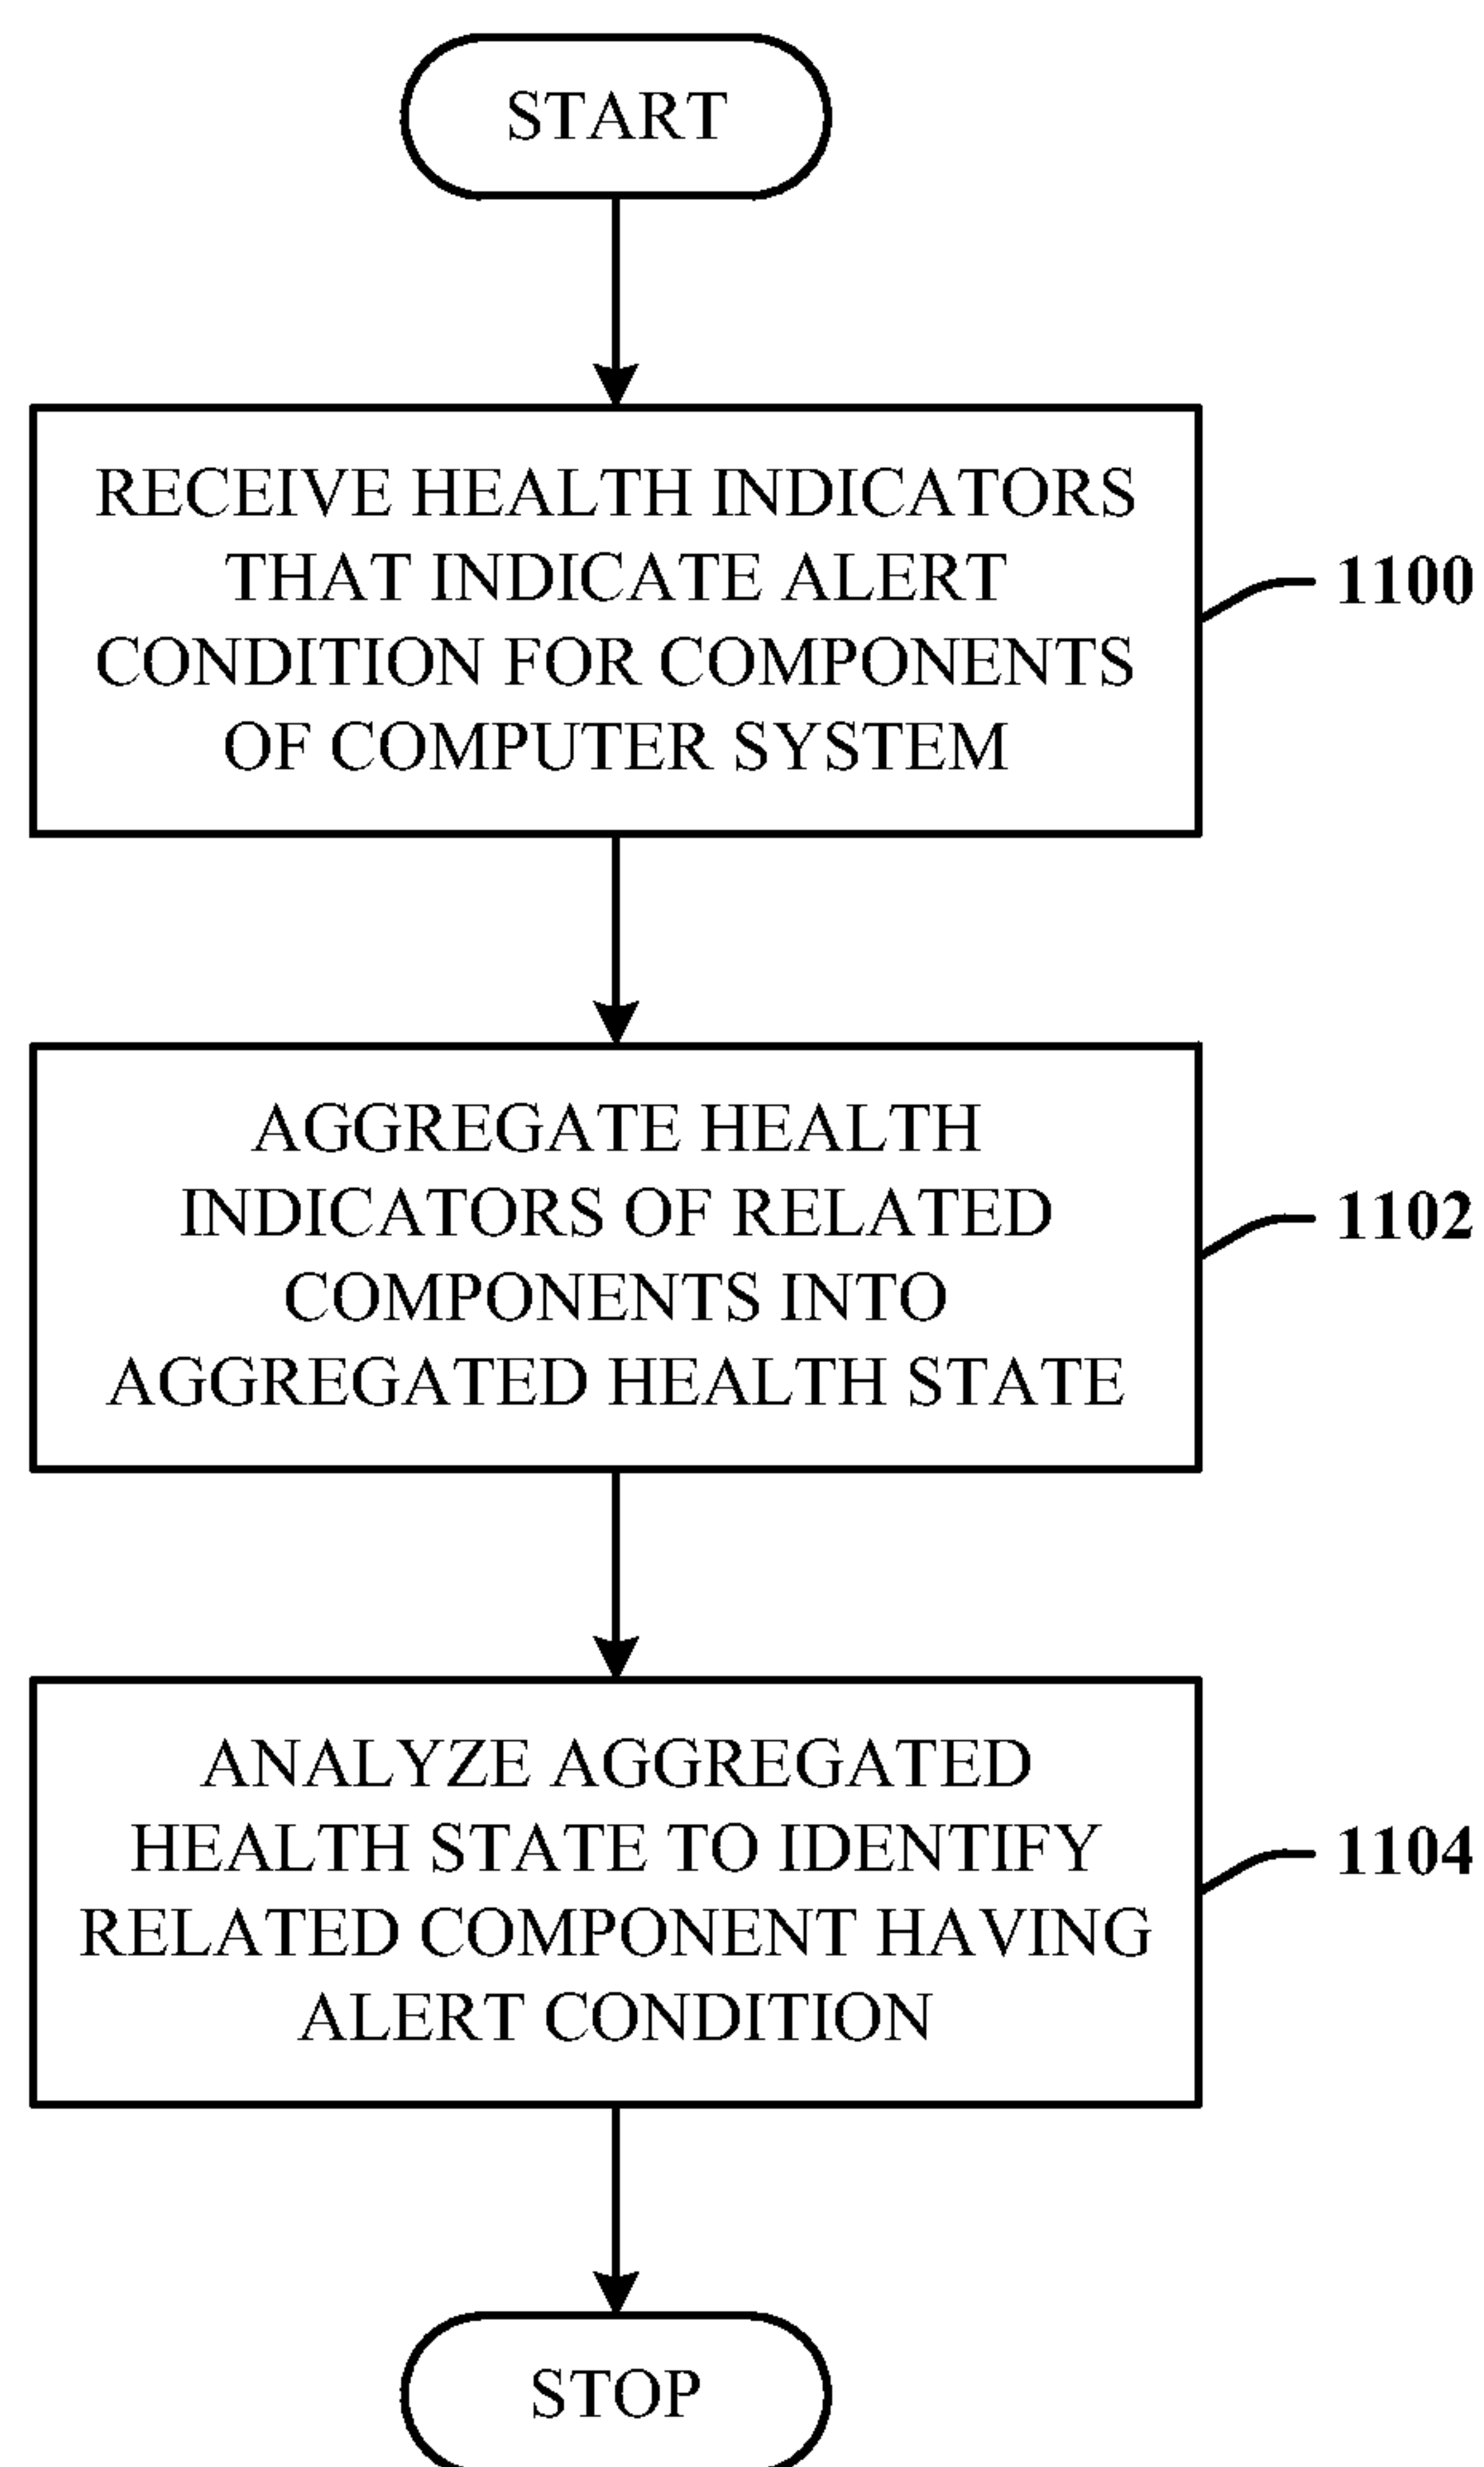 START
RECEIVE HEALTH INDICATORS
THAT INDICATE ALERT
CONDITION FOR COMPONENTS
OF COMPUTER SYSTEM
1100
AGGREGATE HEALTH
INDICATORS OF RELATED
COMPONENTS INTO
AGGREGATED HEALTH STATE
1102
ANALYZE AGGREGATED
HEALTH STATE TO IDENTIFY
RELATED COMPONENT HAVING
ALERT CONDITION
1104
STOP